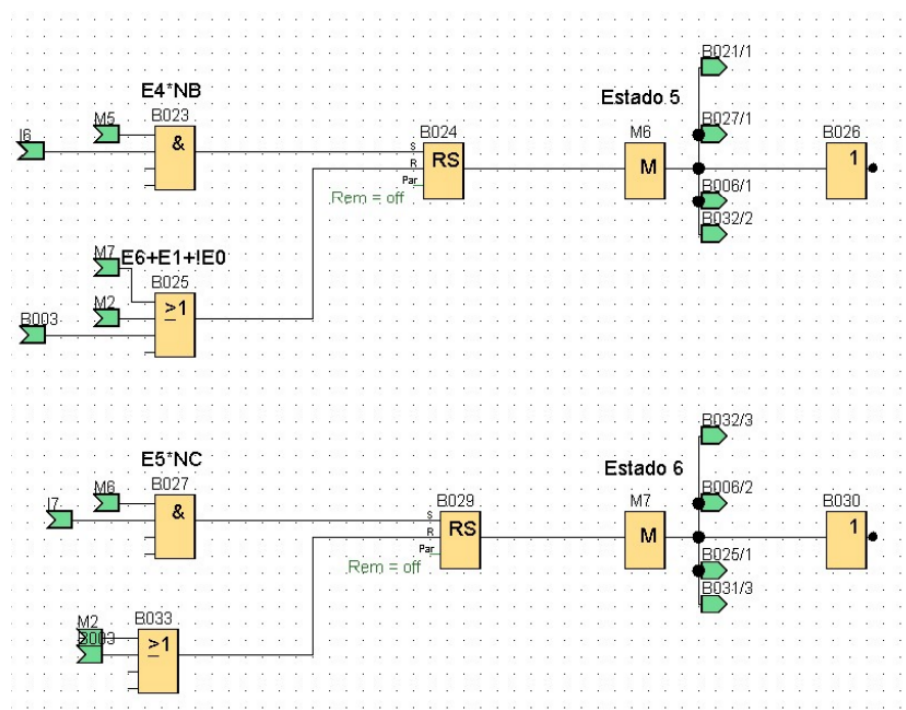 B021/1
E4*NB
Estado 5
M5
B023
B027/1
I6
&
B024
M6
B026
S
RS
M
1
R
B006/1
Par
Rem = off
B032/2
M7
E6+E1+!E0
B025
M2
≥1
B003
B032/3
E5*NC
Estado 6
M6
B027
B006/2
I7
&
B029
M7
B030
S
RS
M
1
R
Par
B025/1
Rem = off
B031/3
M2
B033
B003
≥1